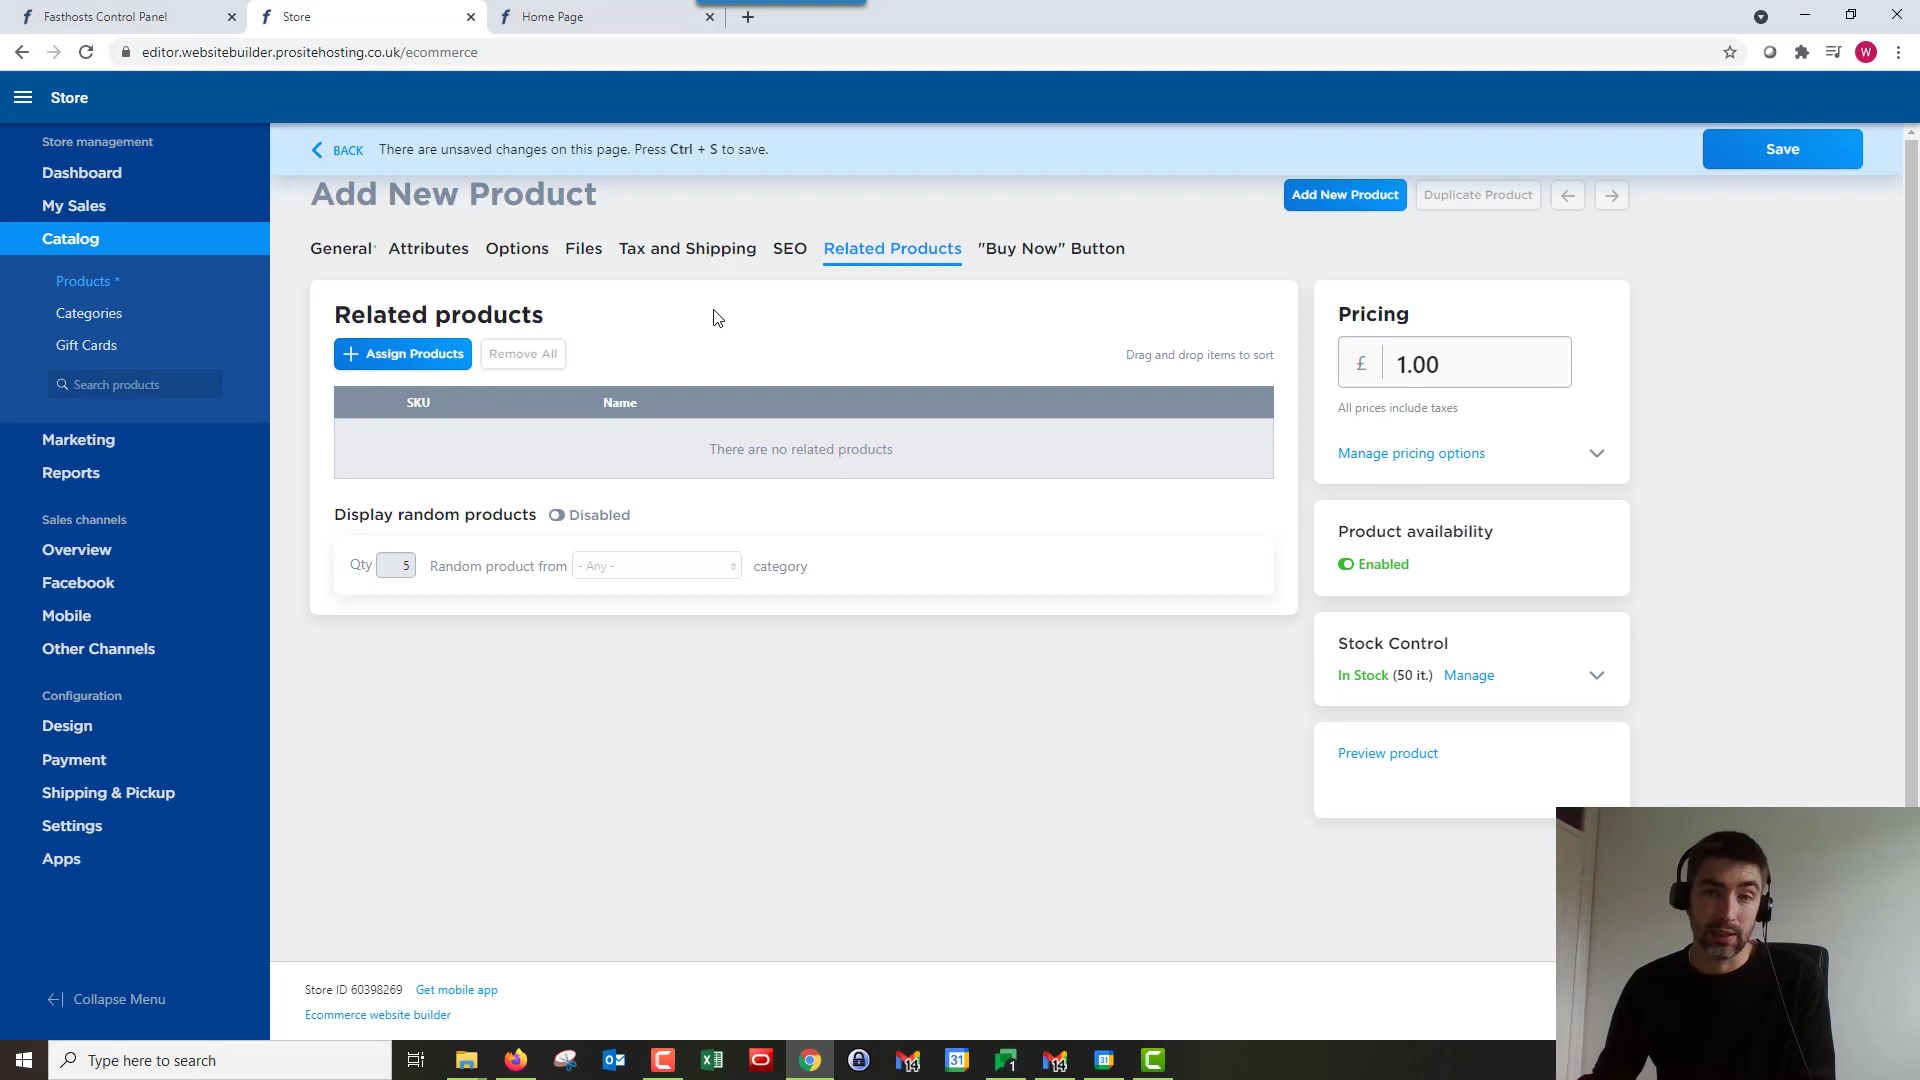 Fasthosts Control Panel
Store
Home Page
editor.websitebuilder.prositehosting.co.uk/ecommerce
W
Store
Store management
Dashboard
My Sales
Catalog
Products *
Categories
Gift Cards
Search products
Marketing
Reports
Sales channels
Overview
Facebook
Mobile
Other Channels
Configuration
Design
Payment
Shipping & Pickup
Settings
Apps
Collapse Menu
BACK There are unsaved changes on this page. Press Ctrl + S to save.
Save
Add New Product
Add New Product
Duplicate Product
General* Attributes Options Files Tax and Shipping SEO Related Products "Buy Now" Button
Related products
Assign Products
Remove All
Drag and drop items to sort
SKU Name
There are no related products
Display random products Disabled
Qty 5 Random product from - Any - category
Pricing
£ 1.00
All prices include taxes
Manage pricing options
Product availability
Enabled
Stock Control
In Stock (50 it.) Manage
Preview product
Store ID 60398269 Get mobile app
Ecommerce website builder
Type here to search
14
31
1
14
31